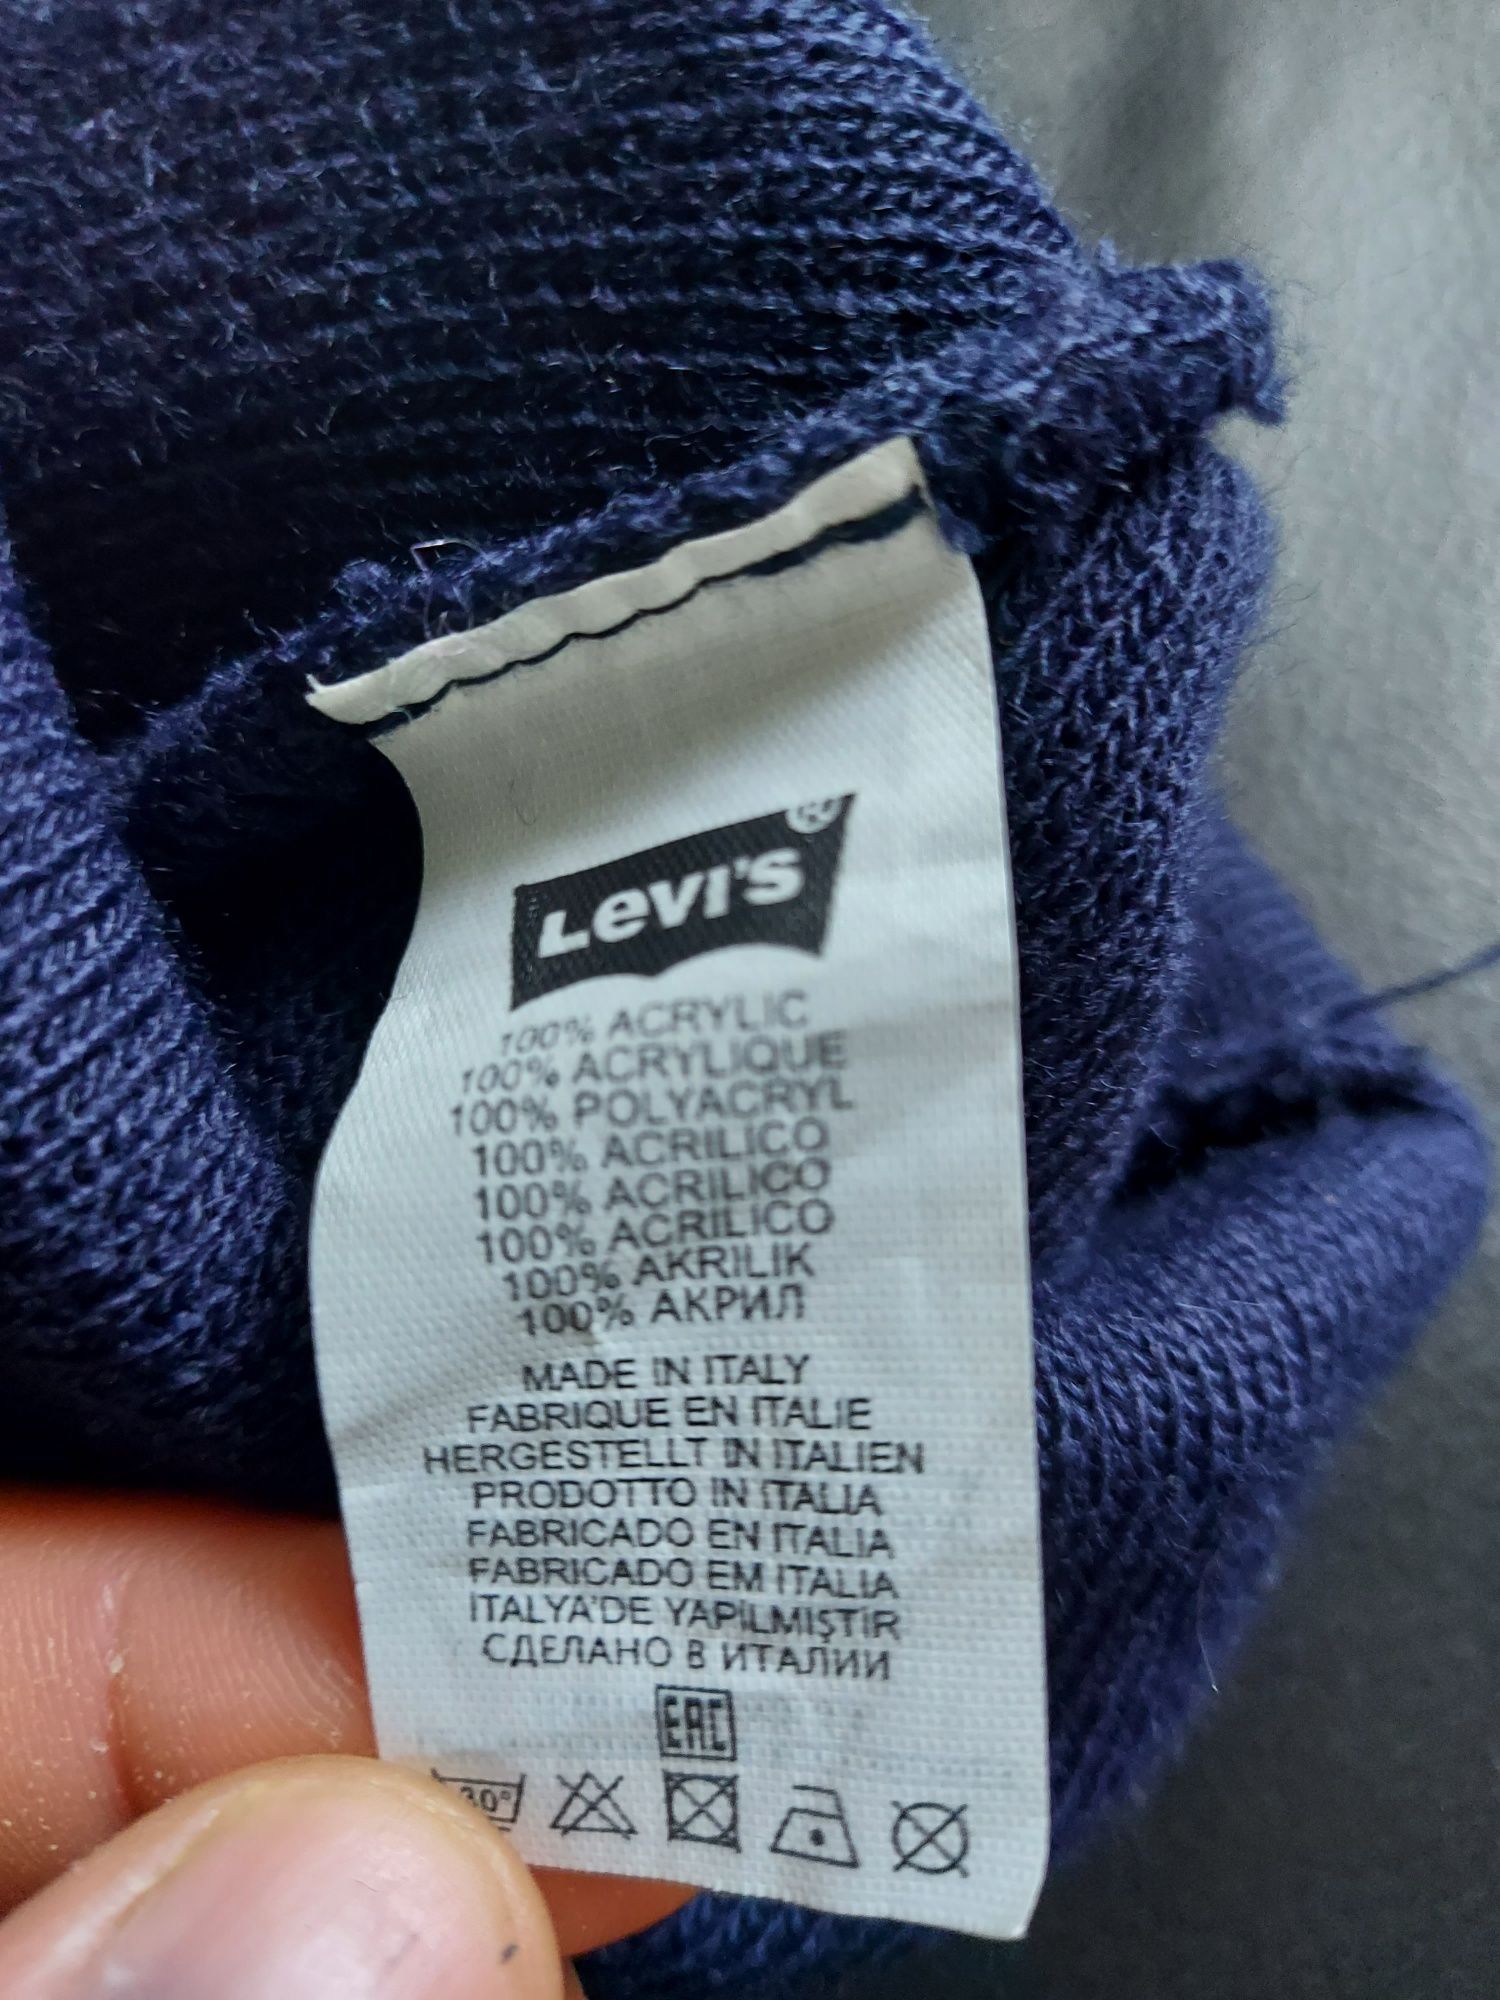 Levi's®
100% ACRYLIC
100% ACRYLIQUE
100% POLYACRYL
100% ACRILICO
100% ACRILICO
100% ACRILICO
100% AKRILIK
100% АКРИЛ
MADE IN ITALY
FABRIQUE EN ITALIE
HERGESTELLT IN ITALIEN
PRODOTTO IN ITALIA
FABRICADO EN ITALIA
FABRICADO EM ITALIA
İTALYA'DE YAPILMIŞTIR
СДЕЛАНО В ИТАЛИИ
EAC
30°